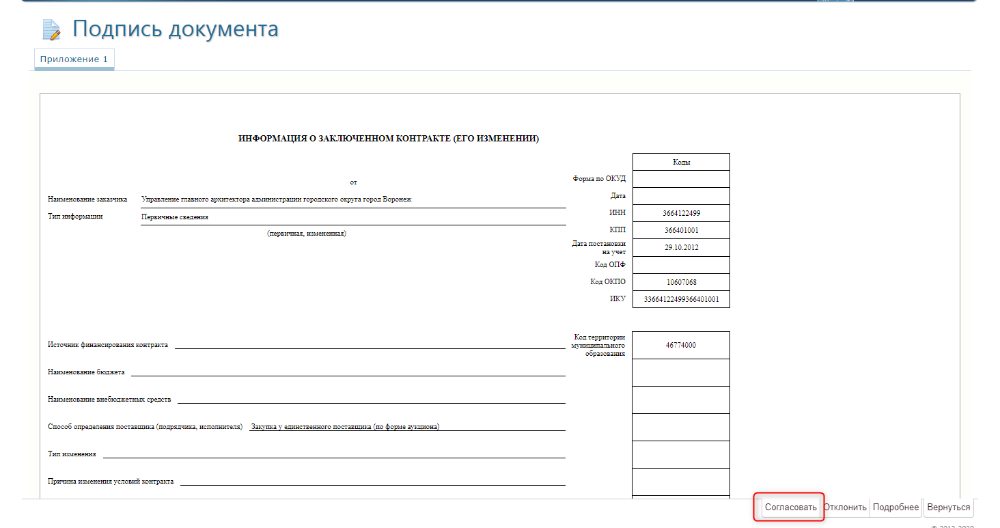 Подпись документа
Приложение 1
ИНФОРМАЦИЯ О ЗАКЛЮЧЕННОМ КОНТРАКТЕ (ЕГО ИЗМЕНЕНИИ)
Коды
от
Форма по ОКУД
Дата
Наименование заказчика Управление главного архитектора администрации городского округа город Воронеж
ИНН 3664122499
Тип информации Первичные сведения
(первичная, измененная)
КПП 366401001
Дата постановки
на учет
29.10.2012
Код ОПФ
Код ОКПО 10607068
ИКУ 33664122499366401001
Источник финансирования контракта
Код территории
муниципального
образования
46774000
Наименование бюджета
Наименование внебюджетных средств
Способ определения поставщика (подрядчика, исполнителя) Закупка у единственного поставщика (по форме аукциона)
Тип изменения
Причина изменения условий контракта
Согласовать Отклонить Подробнее Вернуться